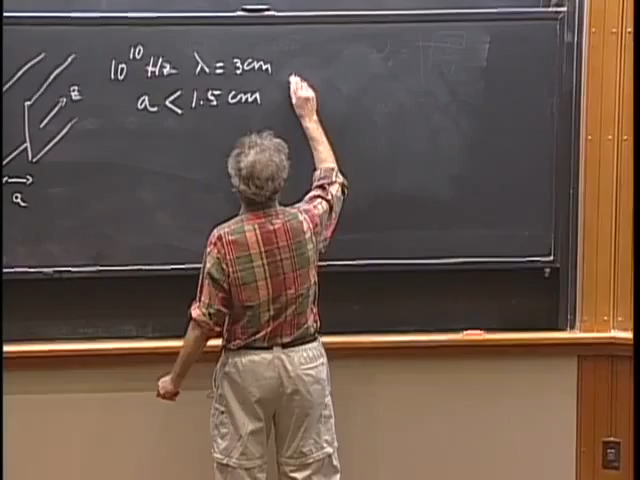 10¹⁰ Hz λ = 3cm
a < 1.5 cm
z
a